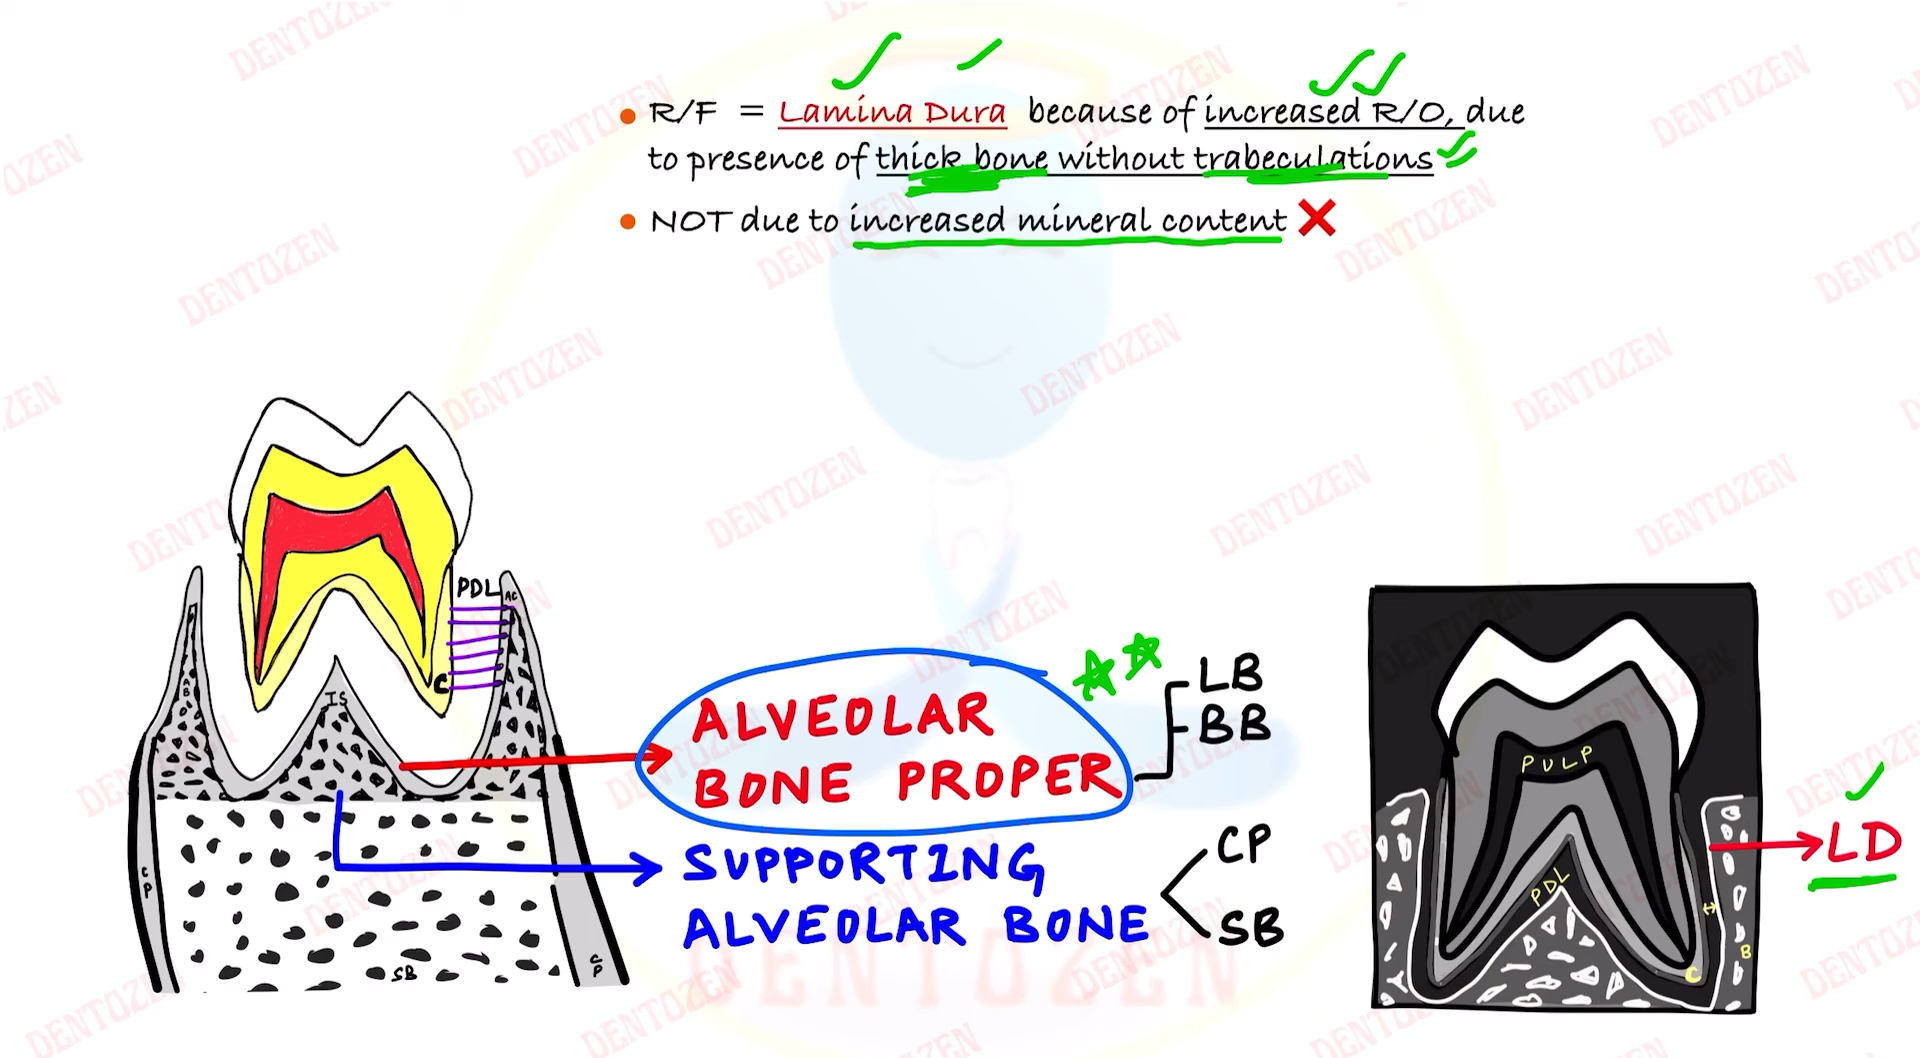 R/F = Lamina Dura because of increased R/O, due
to presence of thick bone without trabeculations
NOT due to increased mineral content
PDL
AC
AB
IS
C
CP
SB
CP
ALVEOLAR
BONE PROPER
LB
BB
SUPPORTING
ALVEOLAR BONE
CP
SB
PULP
PDL
C
B
LD
DENTOZEN